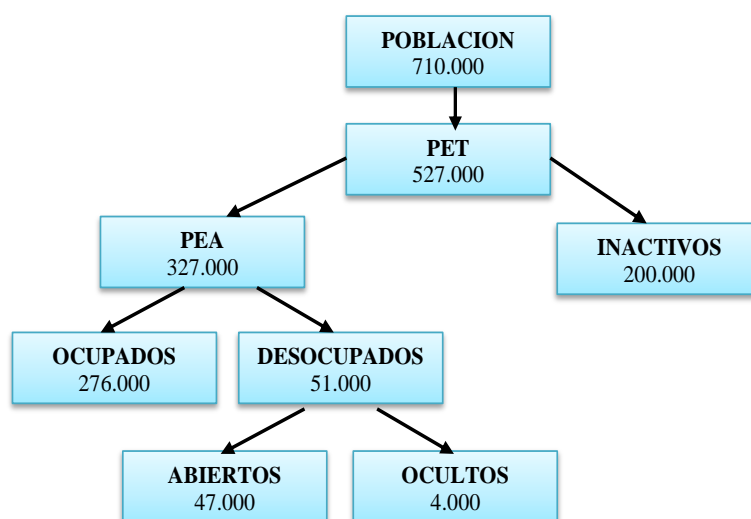 POBLACION
710.000
PET
527.000
PEA
327.000
INACTIVOS
200.000
OCUPADOS
276.000
DESOCUPADOS
51.000
ABIERTOS
47.000
OCULTOS
4.000